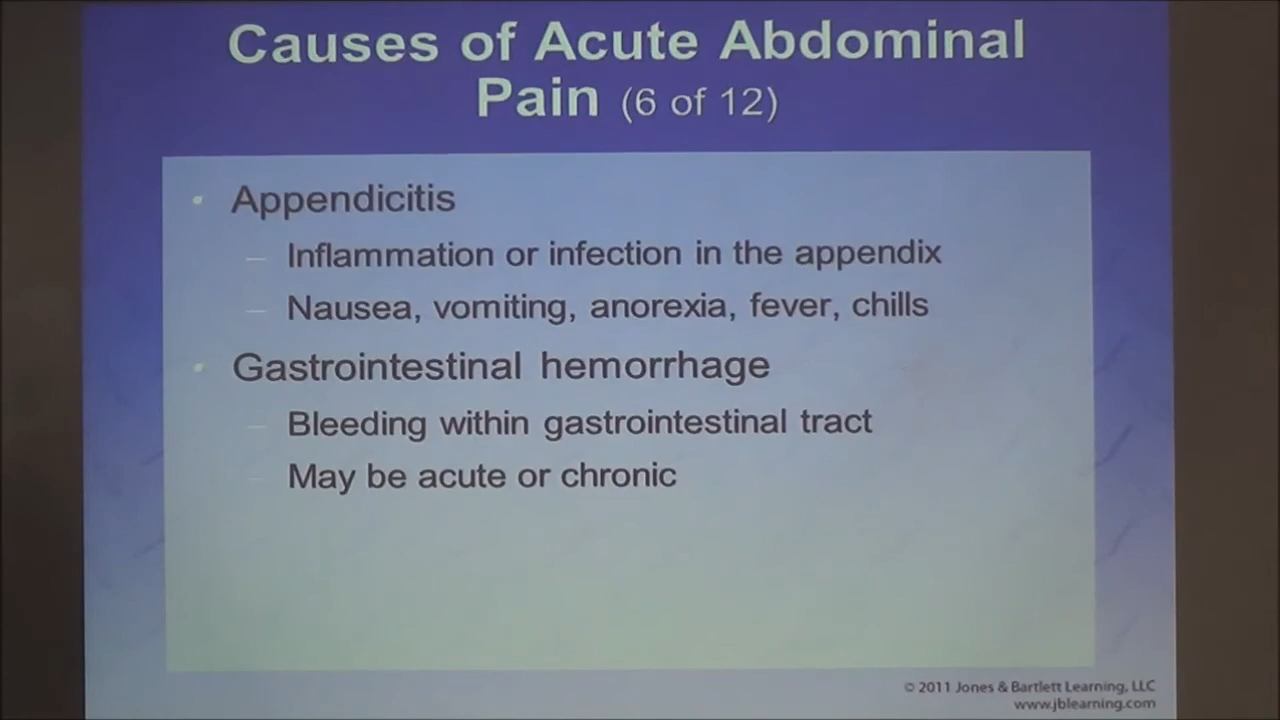 Causes of Acute Abdominal
Pain (6 of 12)
• Appendicitis
– Inflammation or infection in the appendix
– Nausea, vomiting, anorexia, fever, chills
• Gastrointestinal hemorrhage
– Bleeding within gastrointestinal tract
– May be acute or chronic
© 2011 Jones & Bartlett Learning, LLC
www.jblearning.com